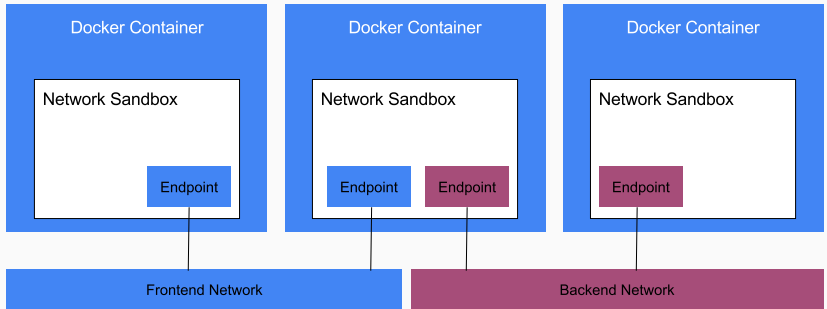 Docker Container
Docker Container
Docker Container
Network Sandbox
Network Sandbox
Network Sandbox
Endpoint
Endpoint
Endpoint
Endpoint
Frontend Network
Backend Network